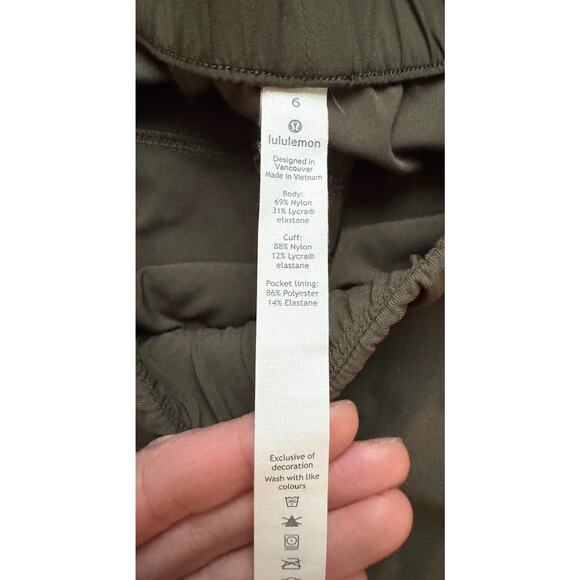 6
lululemon
Designed in
Vancouver
Made in Vietnam
Body:
69% Nylon
31% Lycra®
elastane
Cuff:
88% Nylon
12% Lycra®
elastane
Pocket lining:
86% Polyester
14% Elastane
Exclusive of
decoration
Wash with like
colours